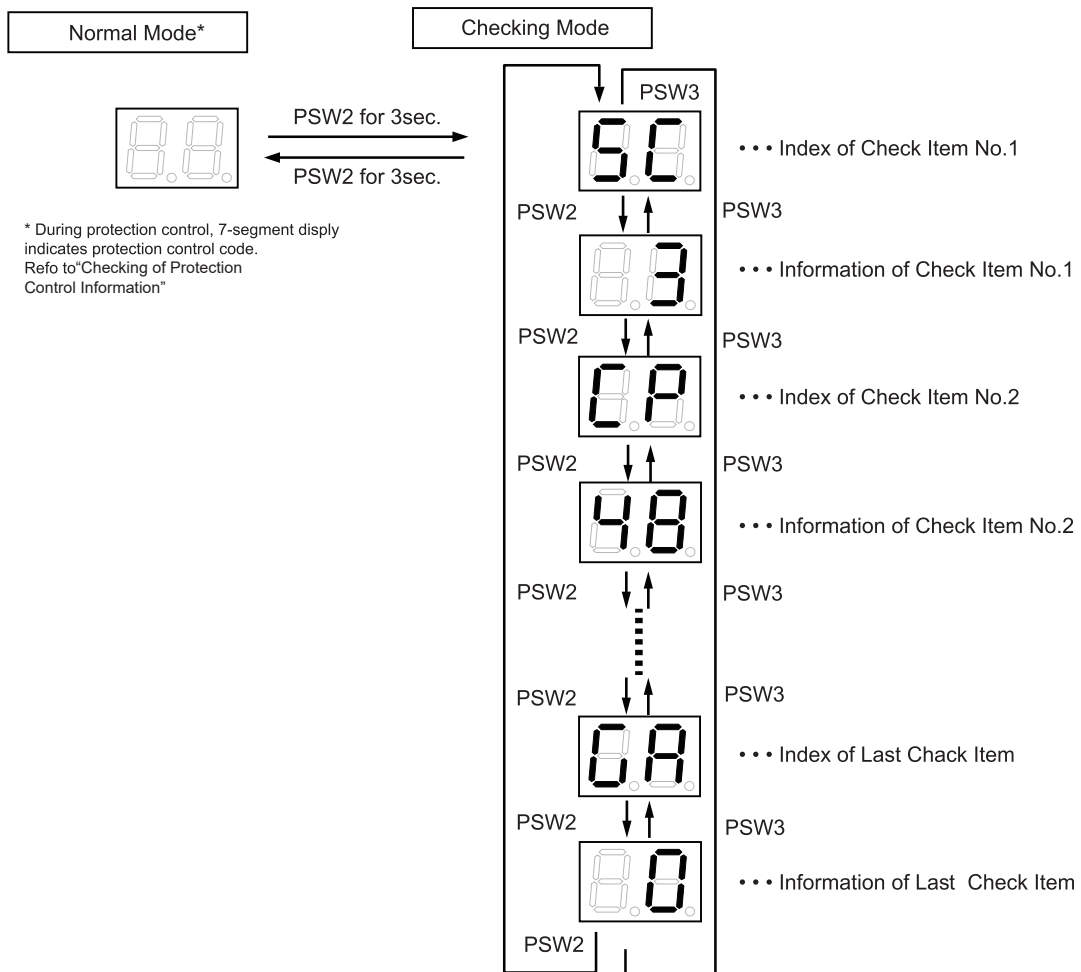 Normal Mode*
Checking Mode
PSW3
PSW2 for 3sec.
PSW2 for 3sec.
SC
• • • Index of Check Item No.1
PSW2
PSW3
* During protection control, 7-segment disply
indicates protection control code.
Refo to“Checking of Protection
Control Information”
3
• • • Information of Check Item No.1
PSW2
PSW3
CP
• • • Index of Check Item No.2
PSW2
PSW3
48
• • • Information of Check Item No.2
PSW2
PSW3
PSW2
PSW3
GA
• • • Index of Last Chack Item
PSW2
PSW3
0
• • • Information of Last Check Item
PSW2